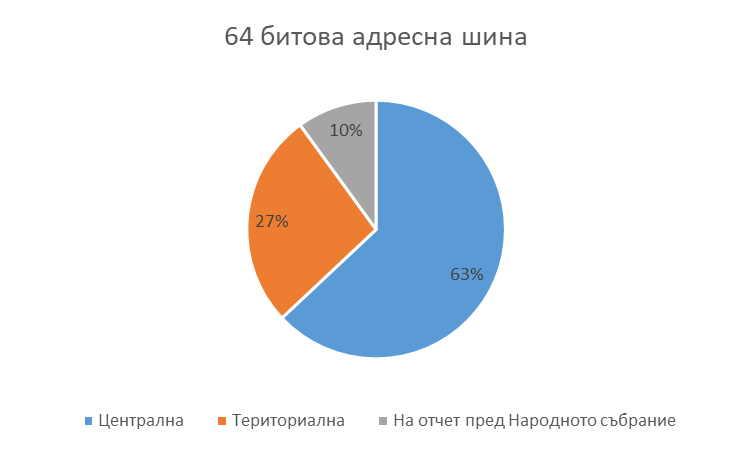 64 битова адресна шина
10%
27%
63%
Централна
Териториална
На отчет пред Народното събрание